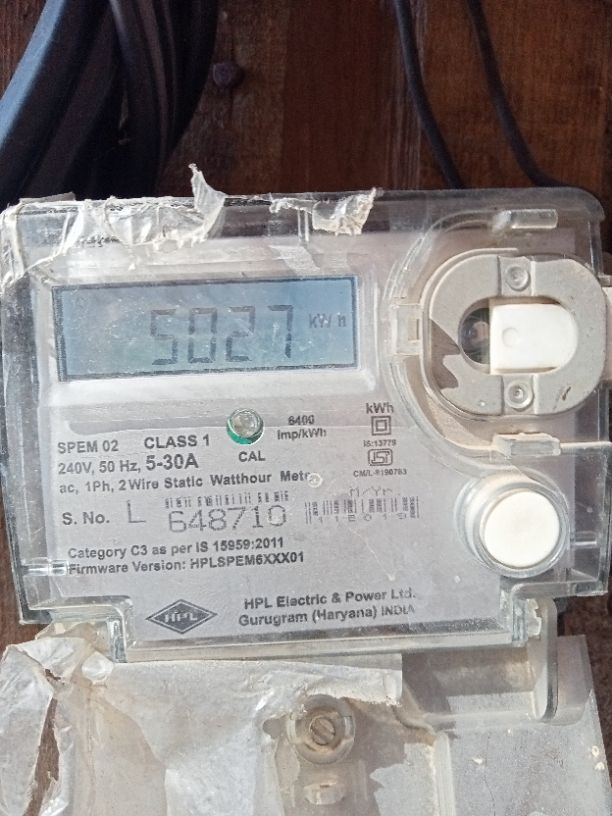 5027 kWh
SPEM 02 CLASS 1
240V, 50 Hz, 5-30A
CAL
6400
imp/kWh
kWh
IS:13779
ac, 1Ph, 2 Wire Static Watthour
M/Yr
S. No. L 648710
Category C3 as per IS 15959:2011
Firmware Version: HPLSPEM6XXX01
HPL
HPL Electric & Power Ltd.
Gurugram (Haryana) INDIA